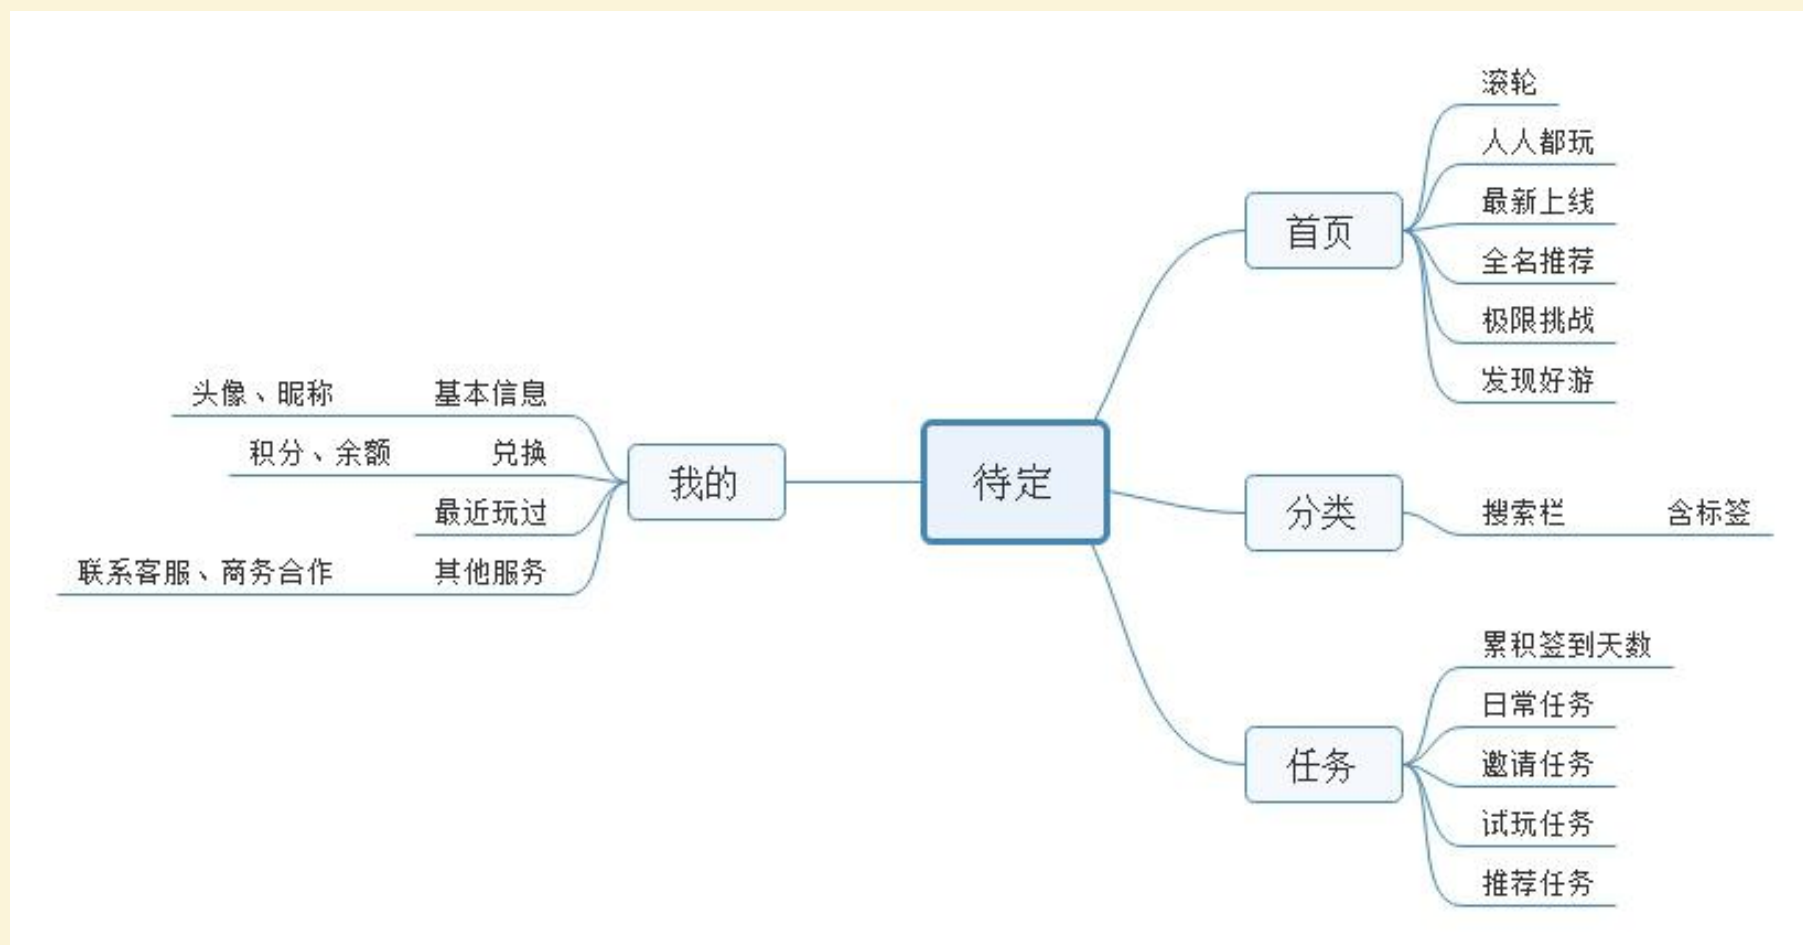 待定
首页
滚轮
人人都玩
最新上线
全名推荐
极限挑战
发现好游
分类
搜索栏
含标签
任务
累积签到天数
日常任务
邀请任务
试玩任务
推荐任务
我的
基本信息
头像、昵称
兑换
积分、余额
最近玩过
其他服务
联系客服、商务合作